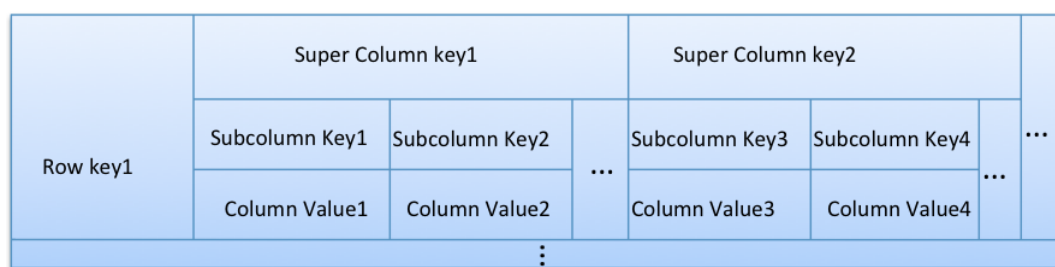 Super Column key1 Super Column key2
Subcolumn Key1 Subcolumn Key2 ... Subcolumn Key3 Subcolumn Key4 ... ...
Row key1
Column Value1 Column Value2 Column Value3 Column Value4
...